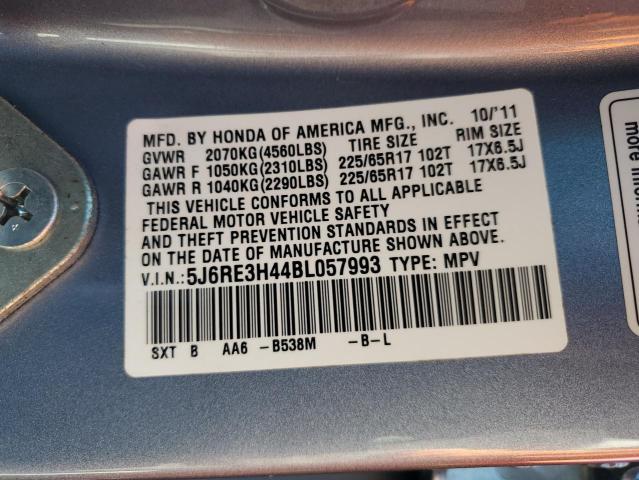 MFD. BY HONDA OF AMERICA MFG., INC. 10/'11
GVWR 2070KG(4560LBS) TIRE SIZE RIM SIZE
GAWR F 1050KG(2310LBS) 225/65R17 102T 17X6.5J
GAWR R 1040KG(2290LBS) 225/65R17 102T 17X6.5J
THIS VEHICLE CONFORMS TO ALL APPLICABLE
FEDERAL MOTOR VEHICLE SAFETY
AND THEFT PREVENTION STANDARDS IN EFFECT
ON THE DATE OF MANUFACTURE SHOWN ABOVE.
V.I.N.: 5J6RE3H44BL057993 TYPE: MPV
SXT B AA6 -B538M -B-L
more